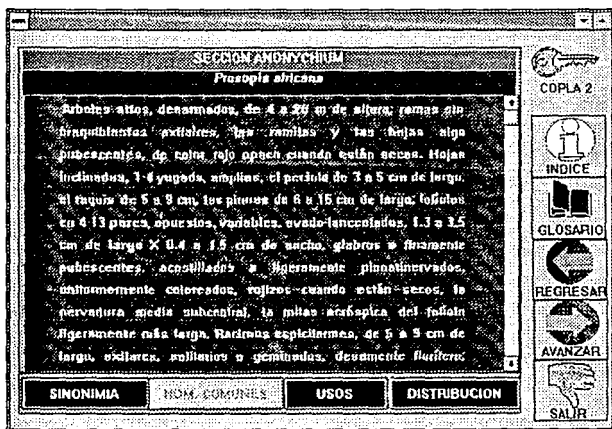 SECCION ANONYCHIUM
Prosopis africana
COPLA 2
Arboles altos, desarmados, de 4 a 20 m de altura; ramas sin
braquiblastos axilares, las ramitas y las hojas algo
pubescentes, de color rojo opaco cuando están secas. Hojas
inclinadas, 1-4 yugadas, amplias, el pecíolo de 3 a 5 cm de largo,
el raquis de 5 a 9 cm, las pinnas de 6 a 15 cm de largo; folíolos
en 4-13 pares, opuestos, variables, ovado-lanceolados, 1.3 a 3.5
cm de largo X 0.4 a 1.5 cm de ancho, glabros o finamente
pubescentes, acostillados a ligeramente pinnatinervados,
uniformemente coloreados, rojizos cuando están secos, la
nervadura media subcentral, la mitad acroscópica del folíolo
ligeramente más larga. Racimos espiciformes, de 5 a 9 cm de
largo, axilares, solitarios o geminados, densamente florífero;
INDICE
GLOSARIO
REGRESAR
AVANZAR
SALIR
SINONIMIA
NOM. COMUNES
USOS
DISTRIBUCION